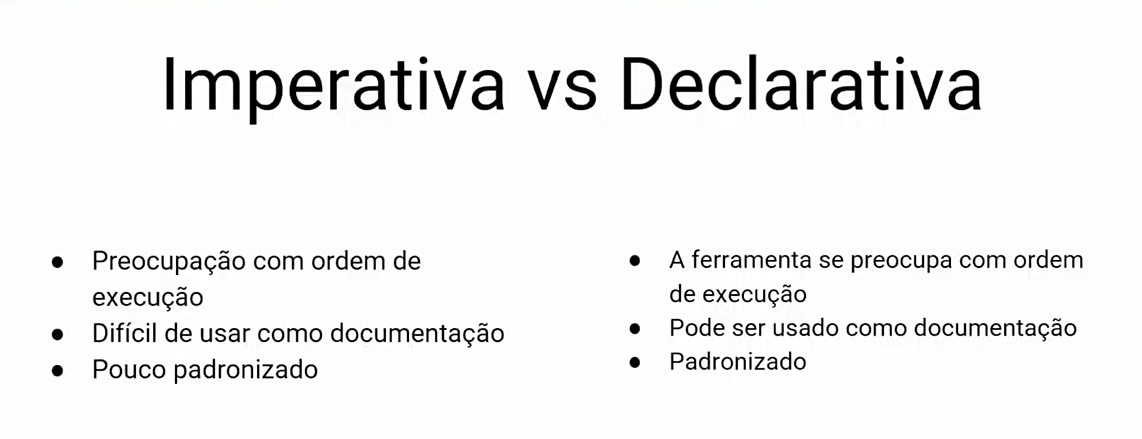 Imperativa vs Declarativa
● Preocupação com ordem de
execução
● Difícil de usar como documentação
● Pouco padronizado
● A ferramenta se preocupa com ordem
de execução
● Pode ser usado como documentação
● Padronizado